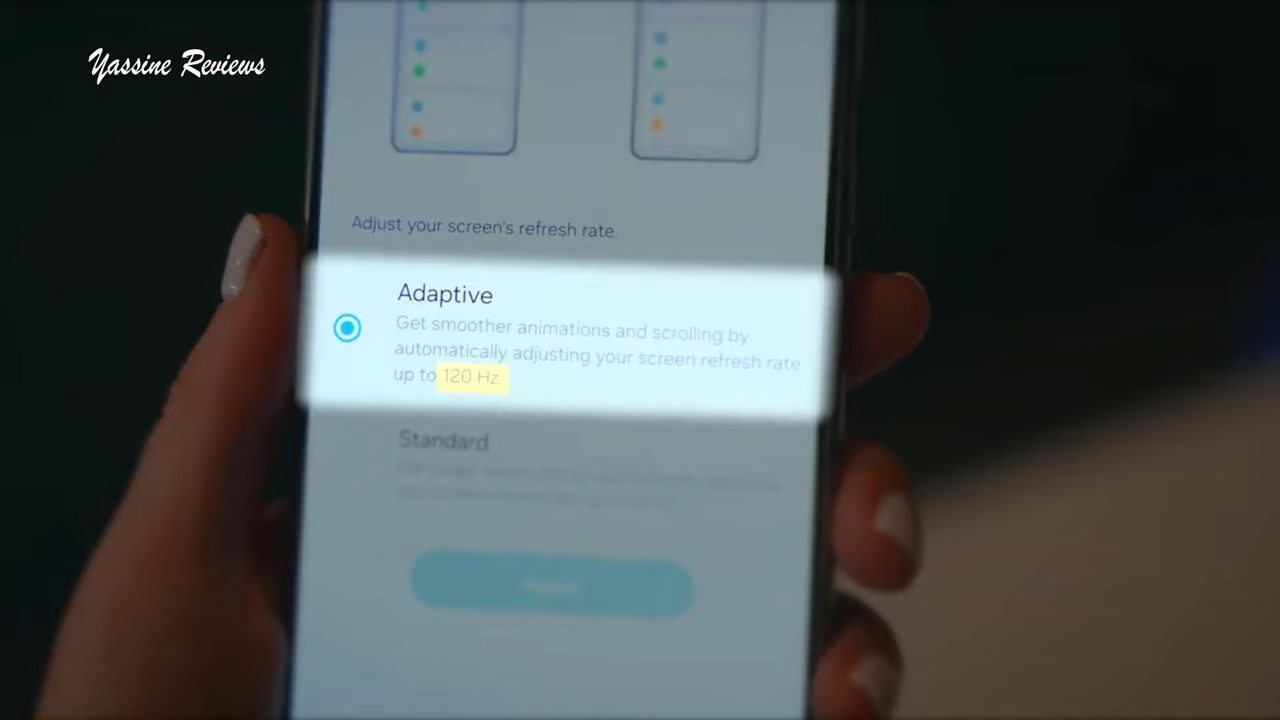 Yassine Reviews
Adjust your screen's refresh rate.
Adaptive
Get smoother animations and scrolling by
automatically adjusting your screen refresh rate
up to 120 Hz.
Standard